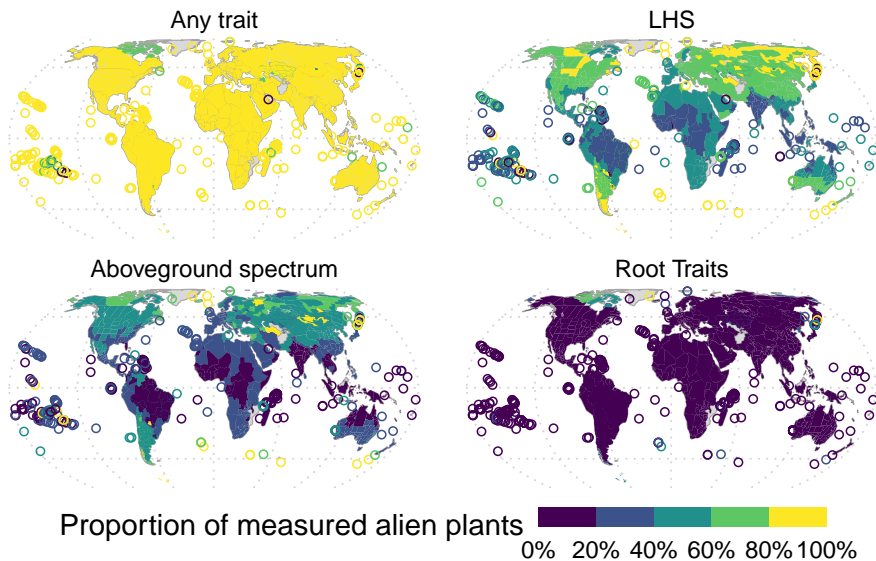 Any trait
LHS
Aboveground spectrum
Root Traits
Proportion of measured alien plants
0% 20% 40% 60% 80% 100%